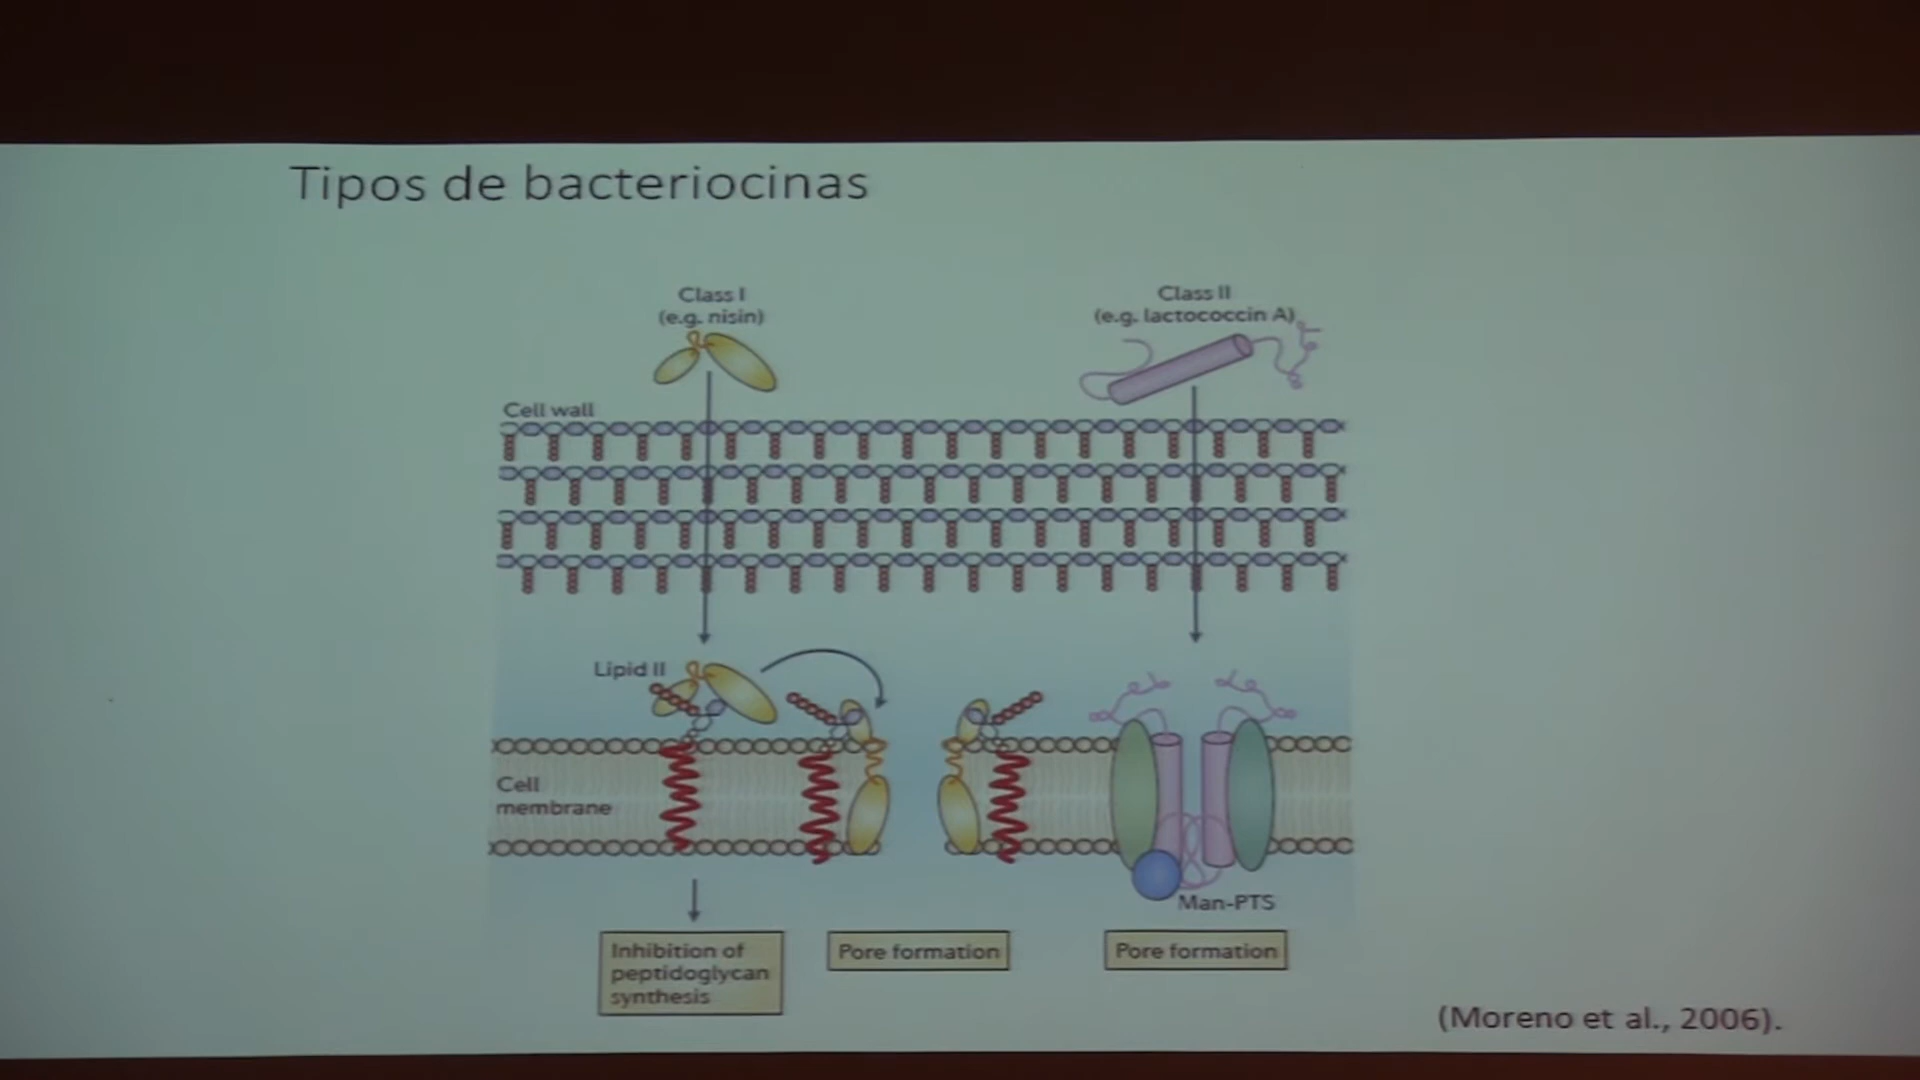 Tipos de bacteriocinas
Class I
(e.g. nisin)
Class II
(e.g. lactococcin A)
Cell wall
Lipid II
Cell
membrane
Man-PTS
Inhibition of
peptidoglycan
synthesis
Pore formation
Pore formation
(Moreno et al., 2006).